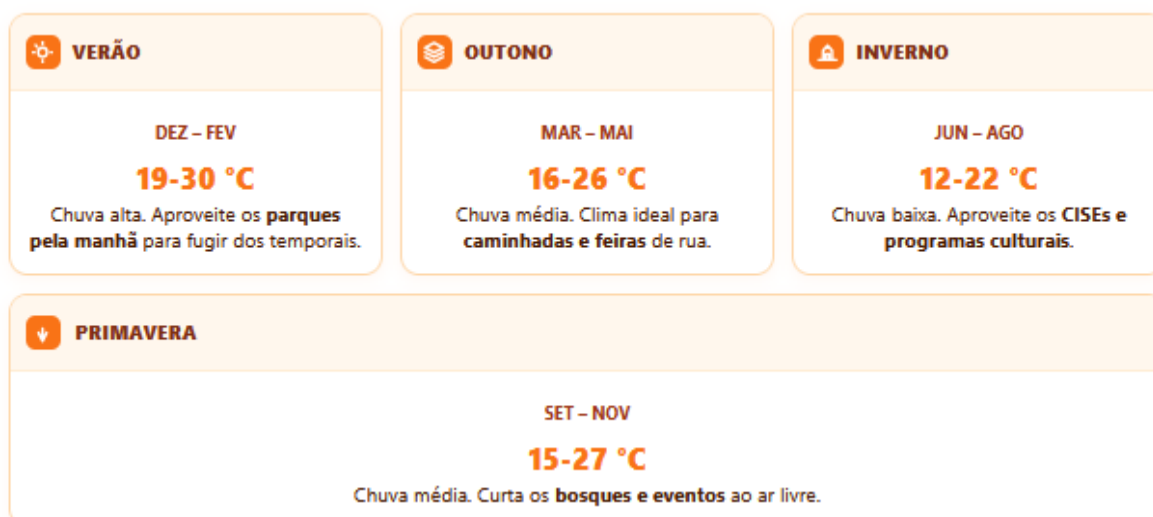 VERÃO
DEZ – FEV
19-30 °C
Chuva alta. Aproveite os parques
pela manhã para fugir dos temporais.
OUTONO
MAR – MAI
16-26 °C
Chuva média. Clima ideal para
caminhadas e feiras de rua.
INVERNO
JUN – AGO
12-22 °C
Chuva baixa. Aproveite os CISEs e
programas culturais.
PRIMAVERA
SET – NOV
15-27 °C
Chuva média. Curta os bosques e eventos ao ar livre.